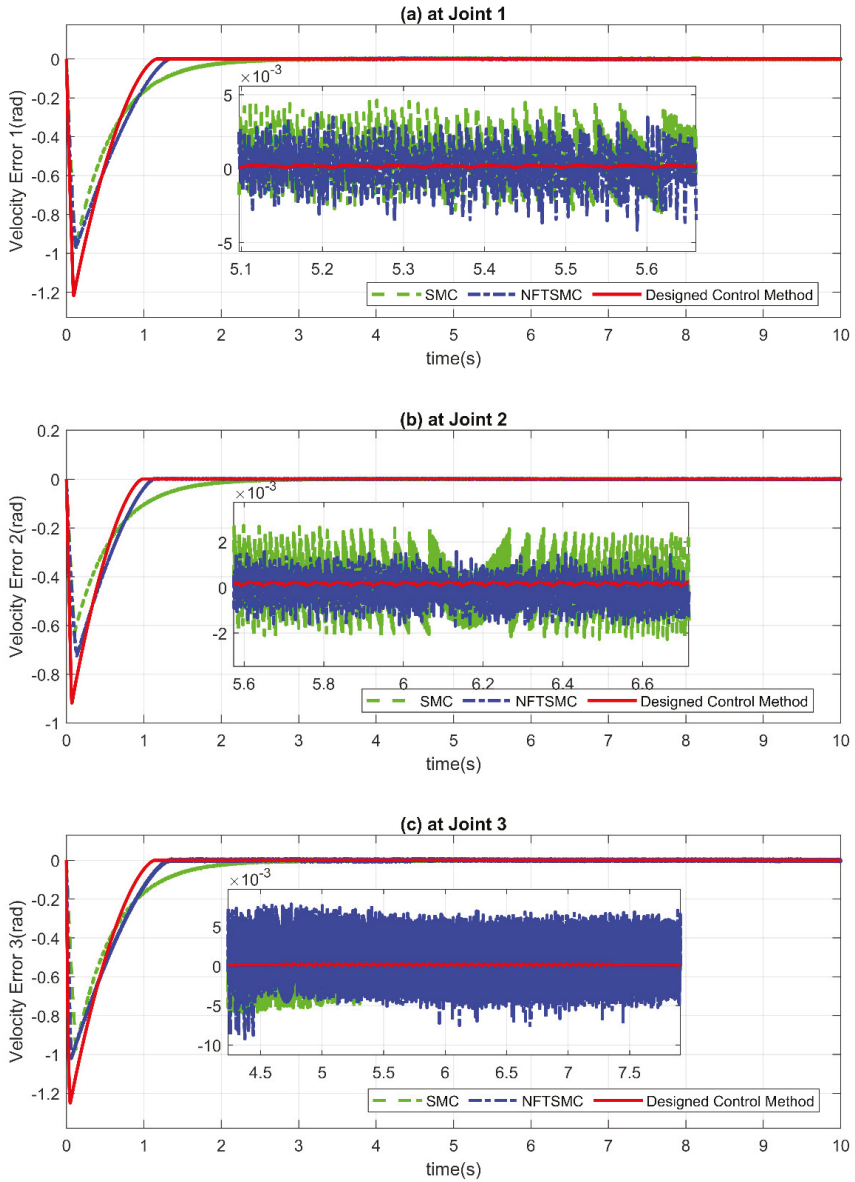 (a) at Joint 1
0
-0.2
-0.4
-0.6
-0.8
-1
-1.2
Velocity Error 1(rad)
×10⁻³
5
0
-5
5.1 5.2 5.3 5.4 5.5 5.6
SMC NFTSMC Designed Control Method
0 1 2 3 4 5 6 7 8 9 10
time(s)
(b) at Joint 2
0.2
0
-0.2
-0.4
-0.6
-0.8
-1
Velocity Error 2(rad)
×10⁻³
2
0
-2
5.6 5.8 6 6.2 6.4 6.6
SMC NFTSMC Designed Control Method
0 1 2 3 4 5 6 7 8 9 10
time(s)
(c) at Joint 3
0
-0.2
-0.4
-0.6
-0.8
-1
-1.2
Velocity Error 3(rad)
×10⁻³
5
0
-5
-10
4.5 5 5.5 6 6.5 7 7.5
SMC NFTSMC Designed Control Method
0 1 2 3 4 5 6 7 8 9 10
time(s)